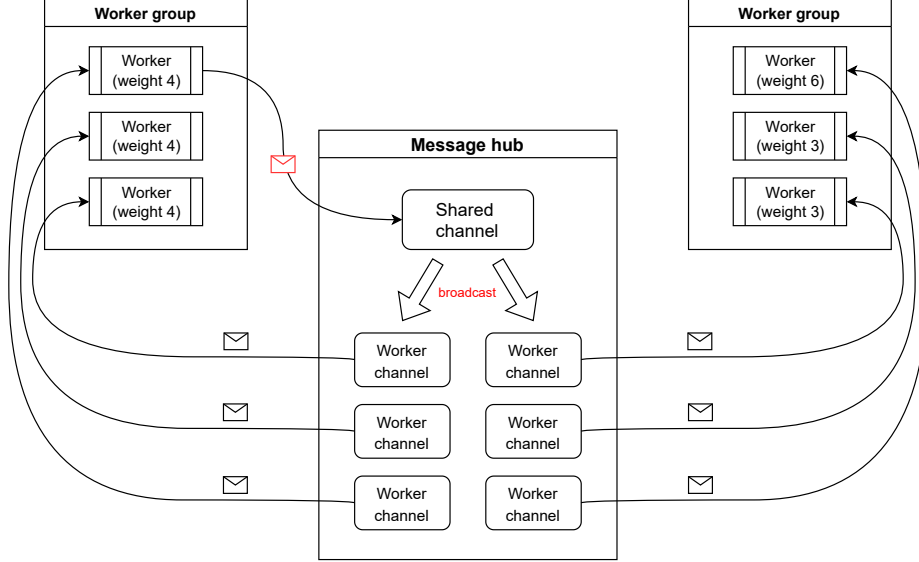 Worker group
Worker
(weight 4)
Worker
(weight 4)
Worker
(weight 4)
Message hub
Shared
channel
broadcast
Worker
channel
Worker
channel
Worker
channel
Worker
channel
Worker
channel
Worker
channel
Worker group
Worker
(weight 6)
Worker
(weight 3)
Worker
(weight 3)